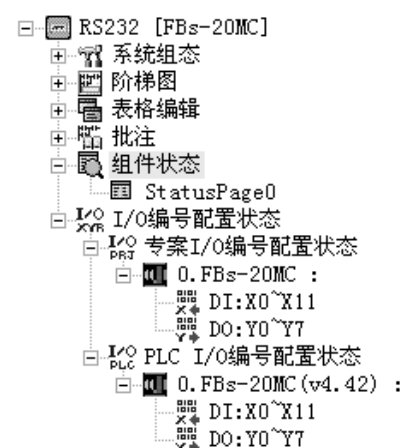 RS232 [FBs-20MC]
系统组态
阶梯图
表格编辑
批注
组件状态
StatusPage0
I/O编号配置状态
专案I/O编号配置状态
0.FBs-20MC :
DI:X0~X11
DO:Y0~Y7
PLC I/O编号配置状态
0.FBs-20MC(v4.42) :
DI:X0~X11
DO:Y0~Y7